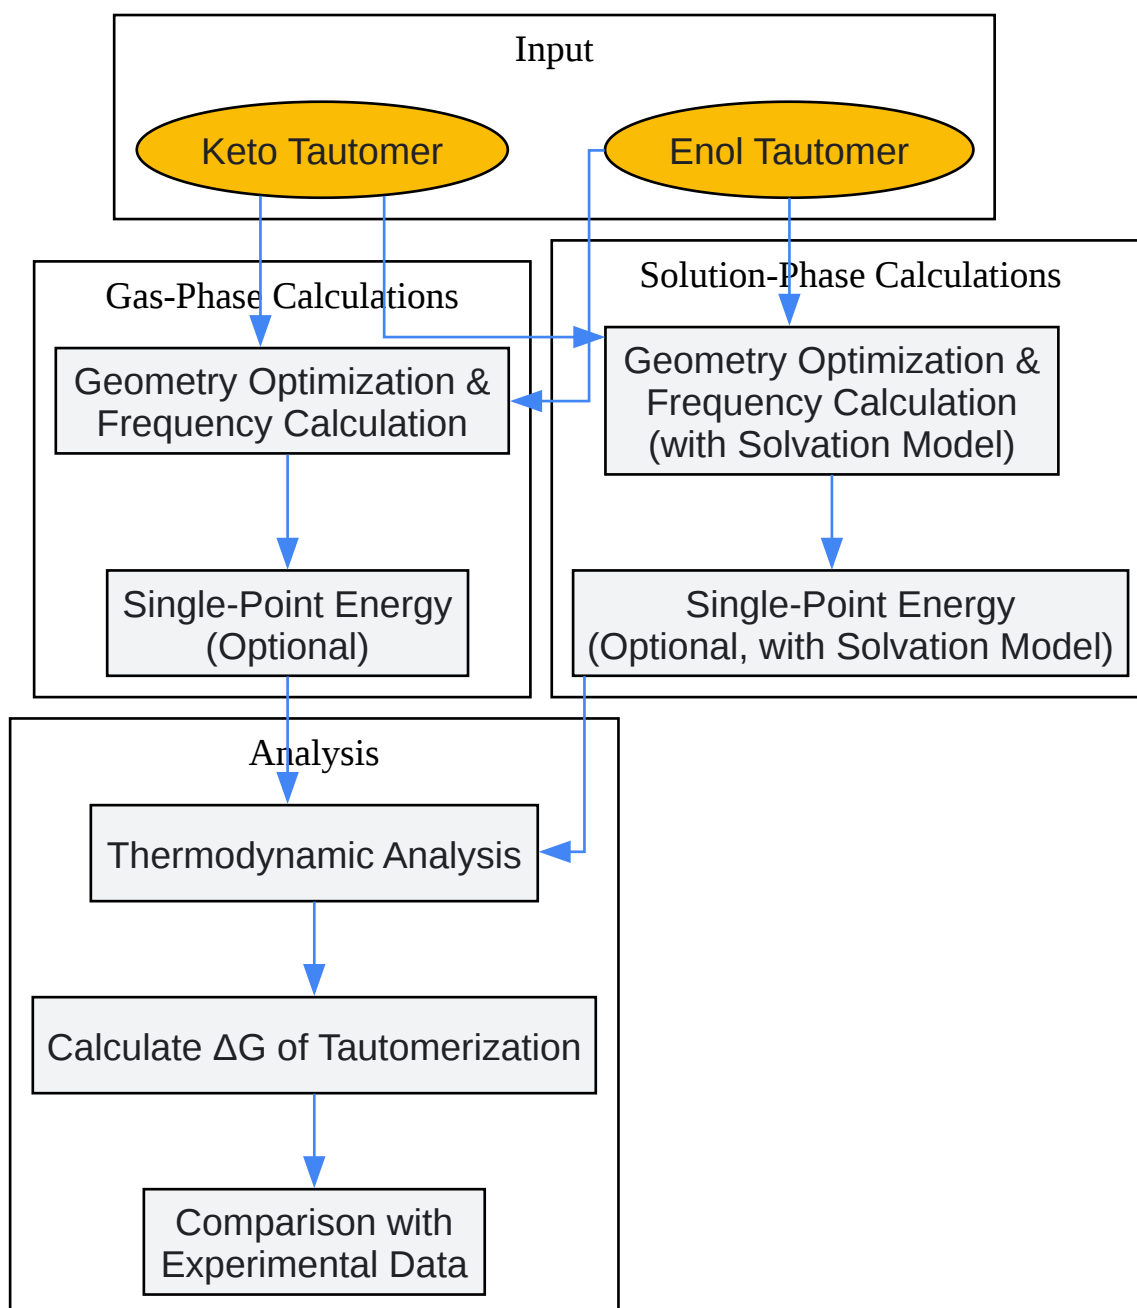 Input
Keto Tautomer
Enol Tautomer
Gas-Phase Calculations
Geometry Optimization &
Frequency Calculation
Single-Point Energy
(Optional)
Solution-Phase Calculations
Geometry Optimization &
Frequency Calculation
(with Solvation Model)
Single-Point Energy
(Optional, with Solvation Model)
Analysis
Thermodynamic Analysis
Calculate ΔG of Tautomerization
Comparison with
Experimental Data